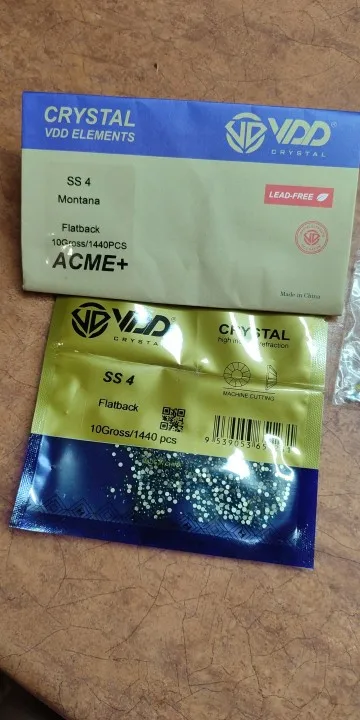 CRYSTAL
VDD ELEMENTS
VDD
CRYSTAL
SS 4
Montana
LEAD-FREE
Flatback
10Gross/1440PCS
ACME+
Made in China
VDD
CRYSTAL
CRYSTAL
SS 4
MACHINE CUTTING
Flatback
10Gross/1440 pcs